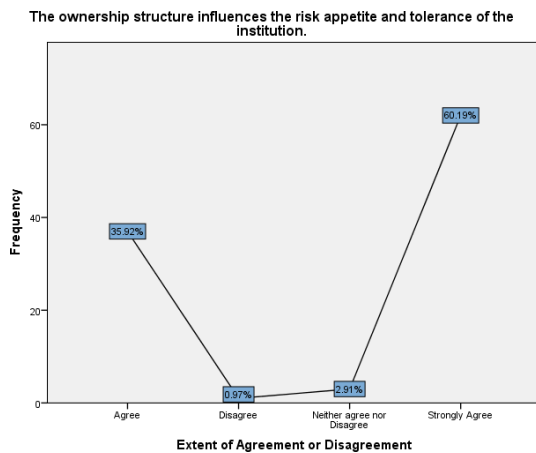 The ownership structure influences the risk appetite and tolerance of the
institution.
60
40
20
0
Frequency
35.92%
0.97%
2.91%
60.19%
Agree
Disagree
Neither agree nor
Disagree
Strongly Agree
Extent of Agreement or Disagreement